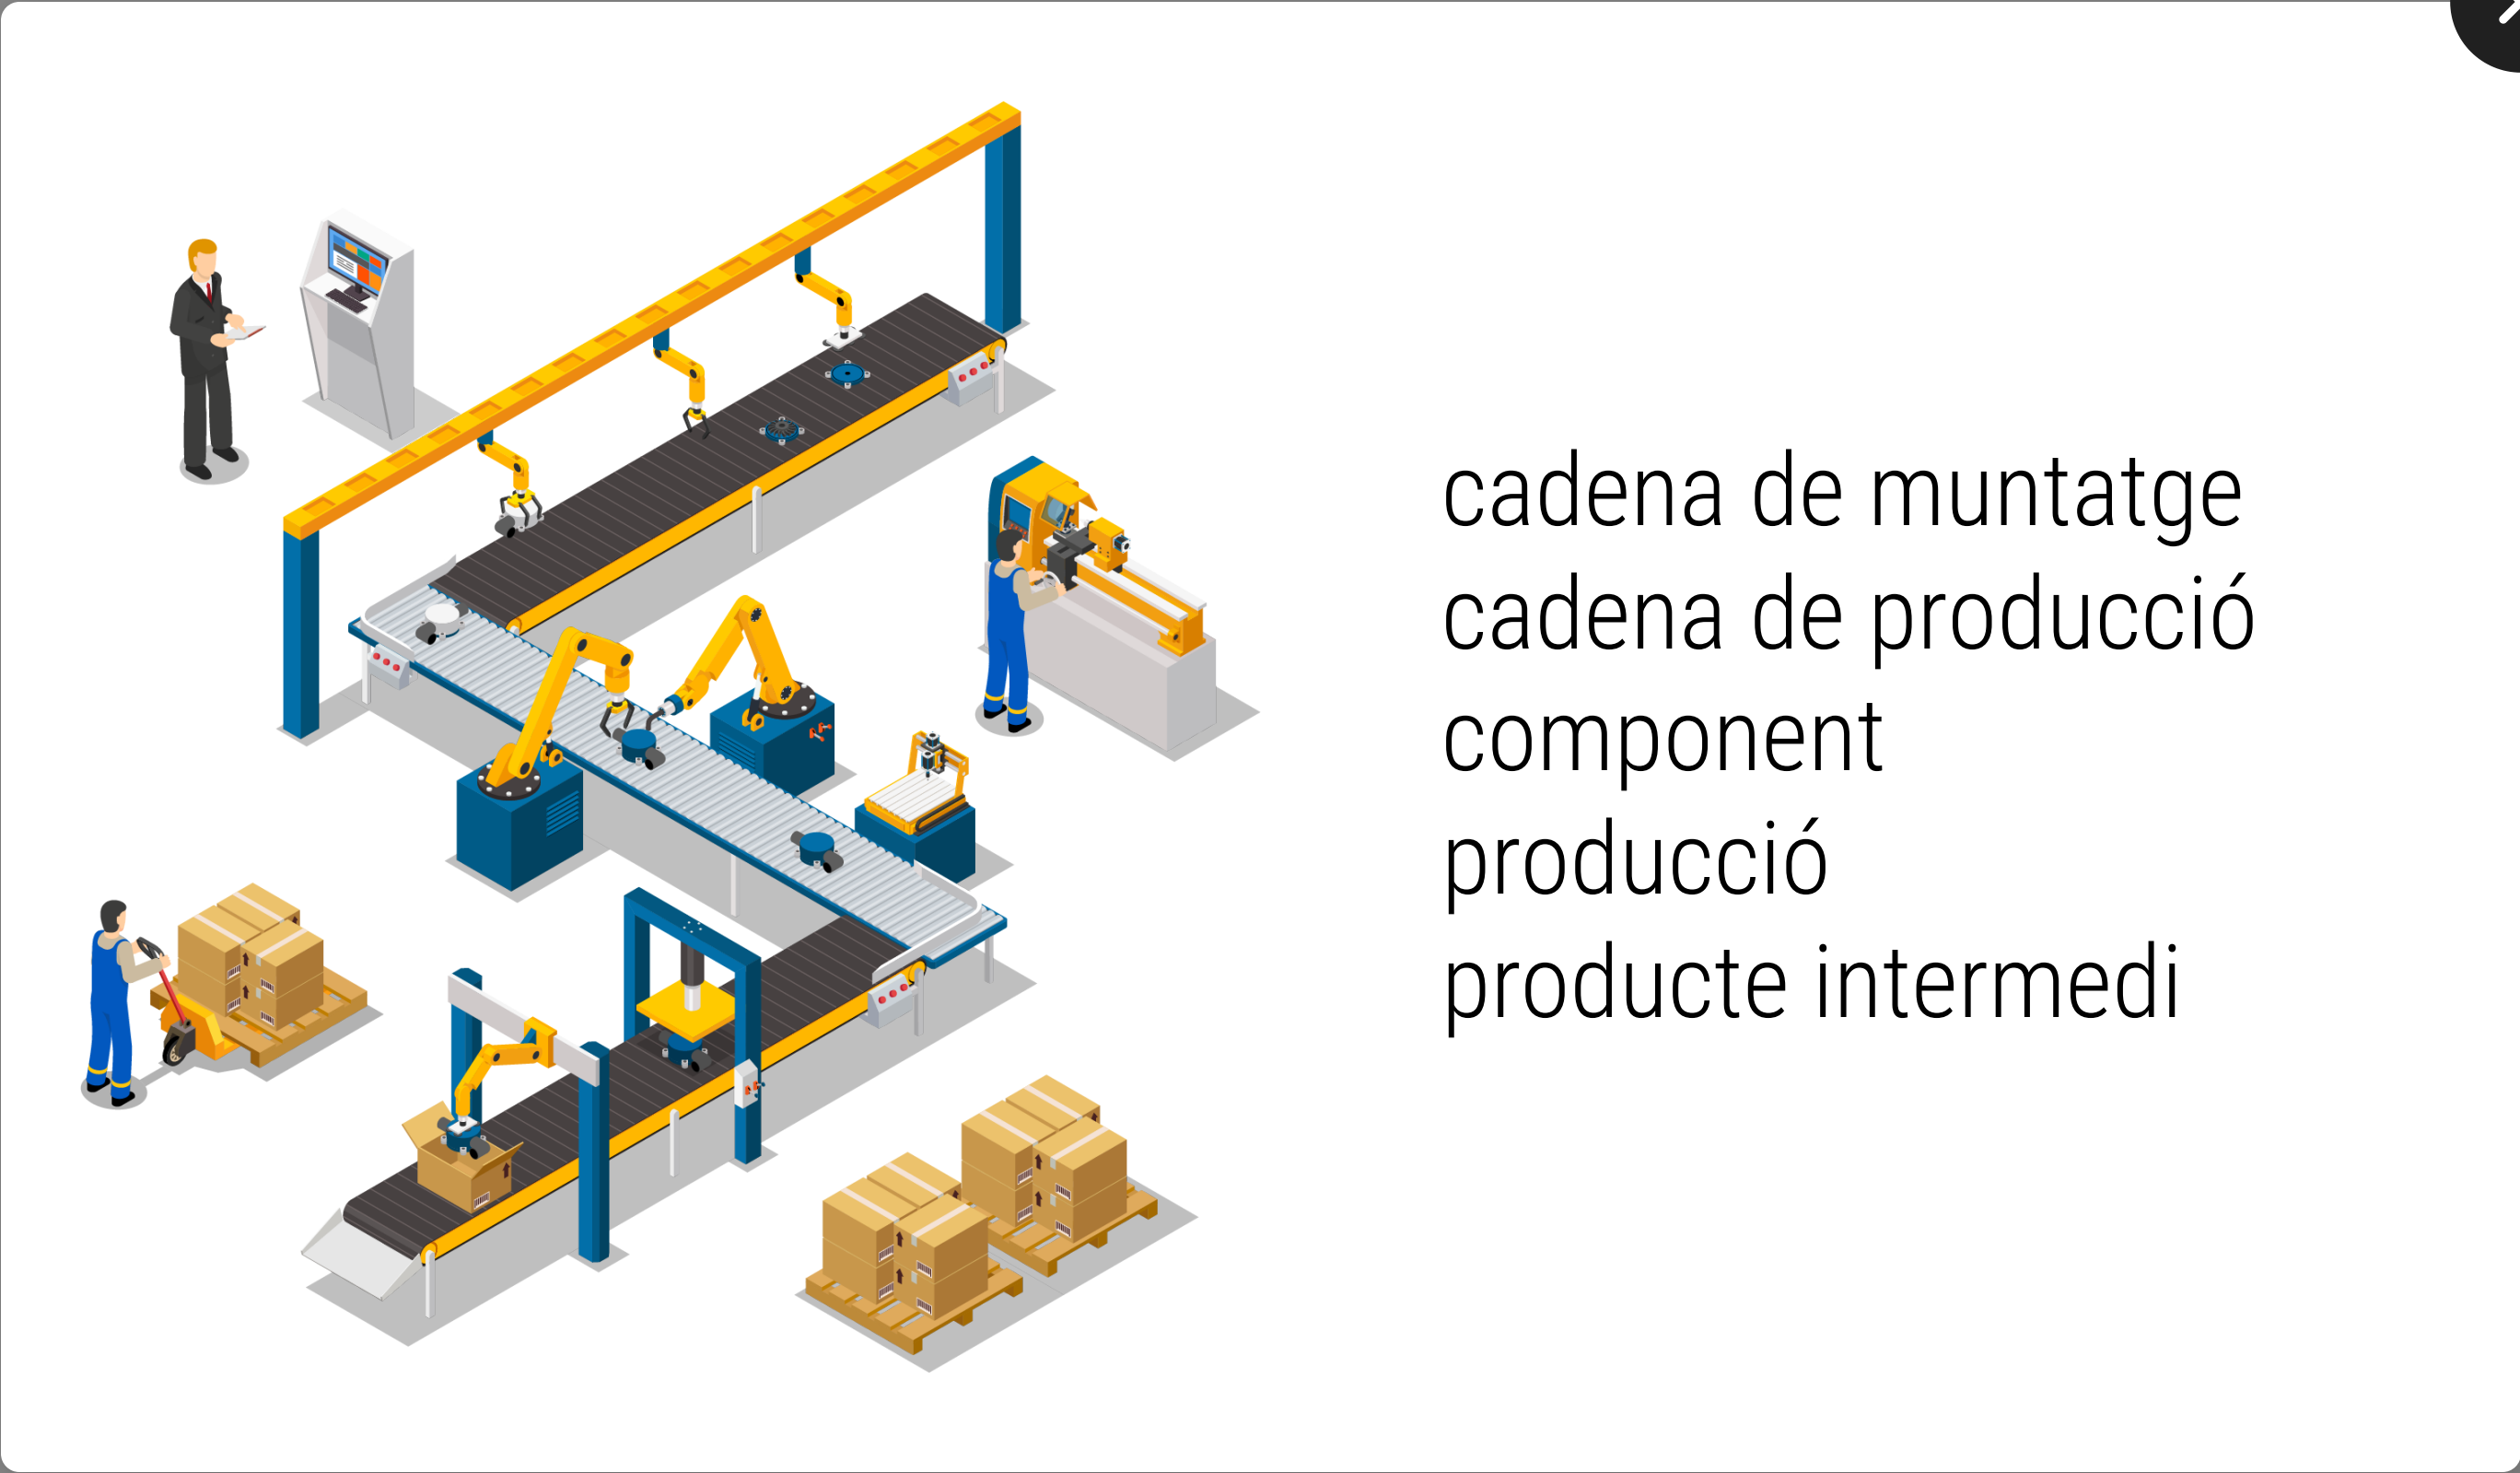 cadena de muntatge
cadena de producció
component
producció
producte intermedi